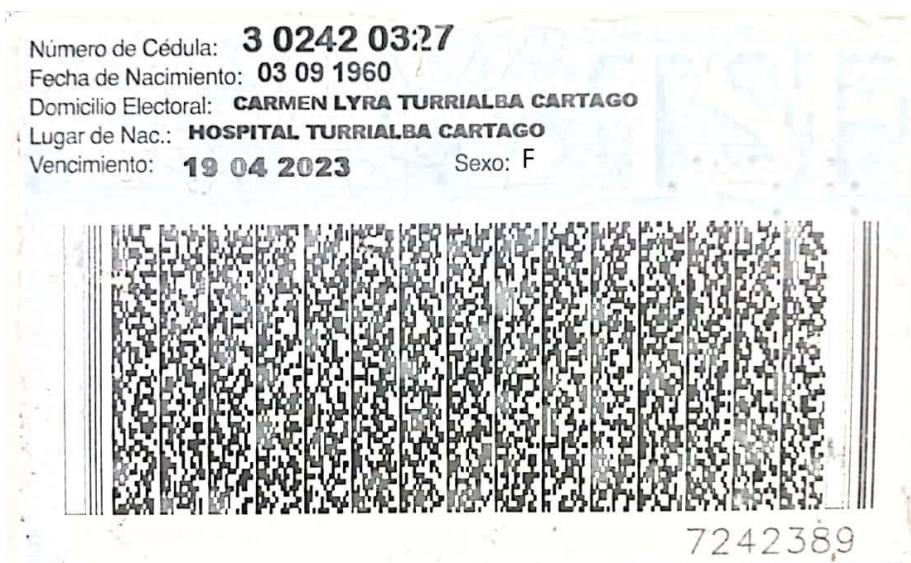 Número de Cédula: 3 0242 0327
Fecha de Nacimiento: 03 09 1960
Domicilio Electoral: CARMEN LYRA TURRIALBA CARTAGO
Lugar de Nac.: HOSPITAL TURRIALBA CARTAGO
Vencimiento: 19 04 2023 Sexo: F
7242389